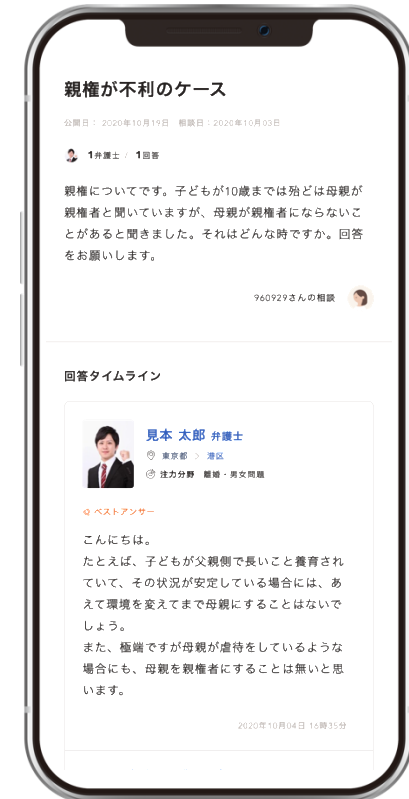 親権が不利のケース
公開日： 2020年10月19日 相談日：2020年10月03日
1弁護士 / 1回答
親権についてです。子どもが10歳までは殆どは母親が
親権者と聞いていますが、母親が親権者にならないこ
とがあると聞きました。それはどんな時ですか。回答
をお願いします。
960929さんの相談
回答タイムライン
見本 太郎 弁護士
東京都 > 港区
注力分野 離婚・男女問題
ベストアンサー
こんにちは。
たとえば、子どもが父親側で長いこと養育され
ていて、その状況が安定している場合には、あ
えて環境を変えてまで母親にすることはないで
しょう。
また、極端ですが母親が虐待をしているような
場合にも、母親を親権者にすることは無いと思
います。
2020年10月04日 16時35分